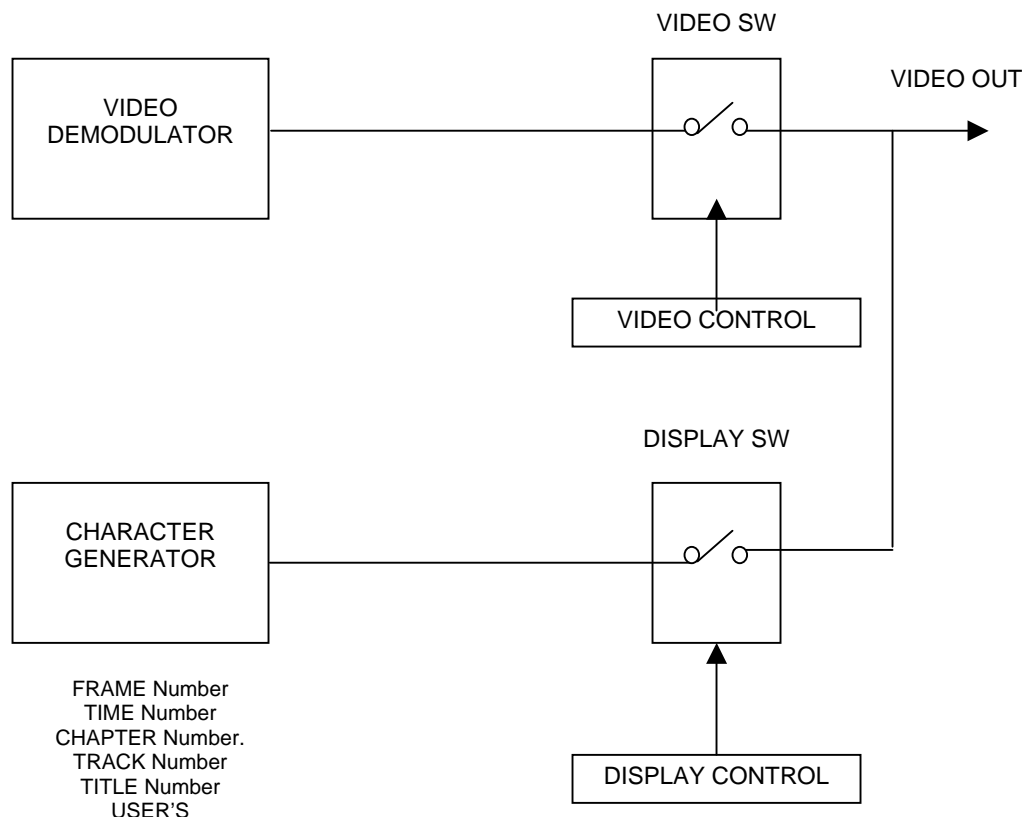 VIDEO SW
VIDEO OUT
VIDEO
DEMODULATOR
VIDEO CONTROL
DISPLAY SW
CHARACTER
GENERATOR
FRAME Number
TIME Number
CHAPTER Number.
TRACK Number
TITLE Number
USER'S
DISPLAY CONTROL